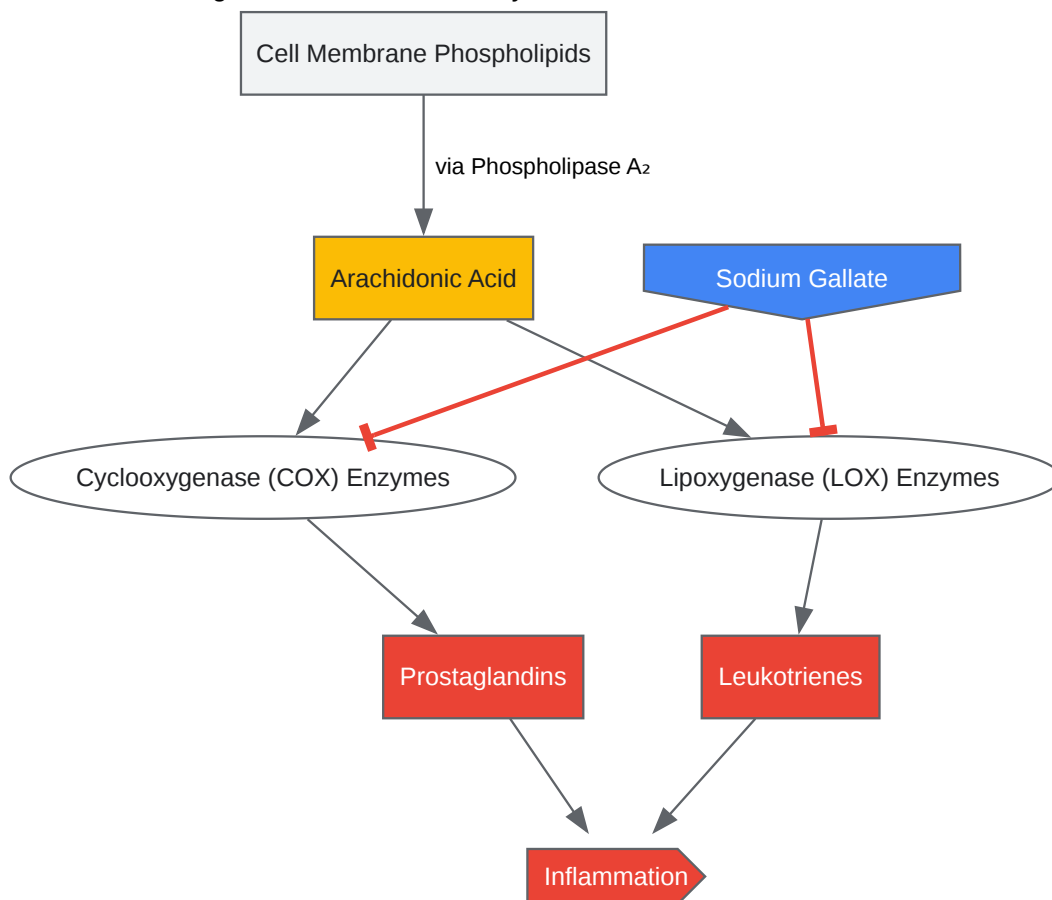 Cell Membrane Phospholipids
via Phospholipase A₂
Arachidonic Acid
Sodium Gallate
Cyclooxygenase (COX) Enzymes
Lipoxygenase (LOX) Enzymes
Prostaglandins
Leukotrienes
Inflammation